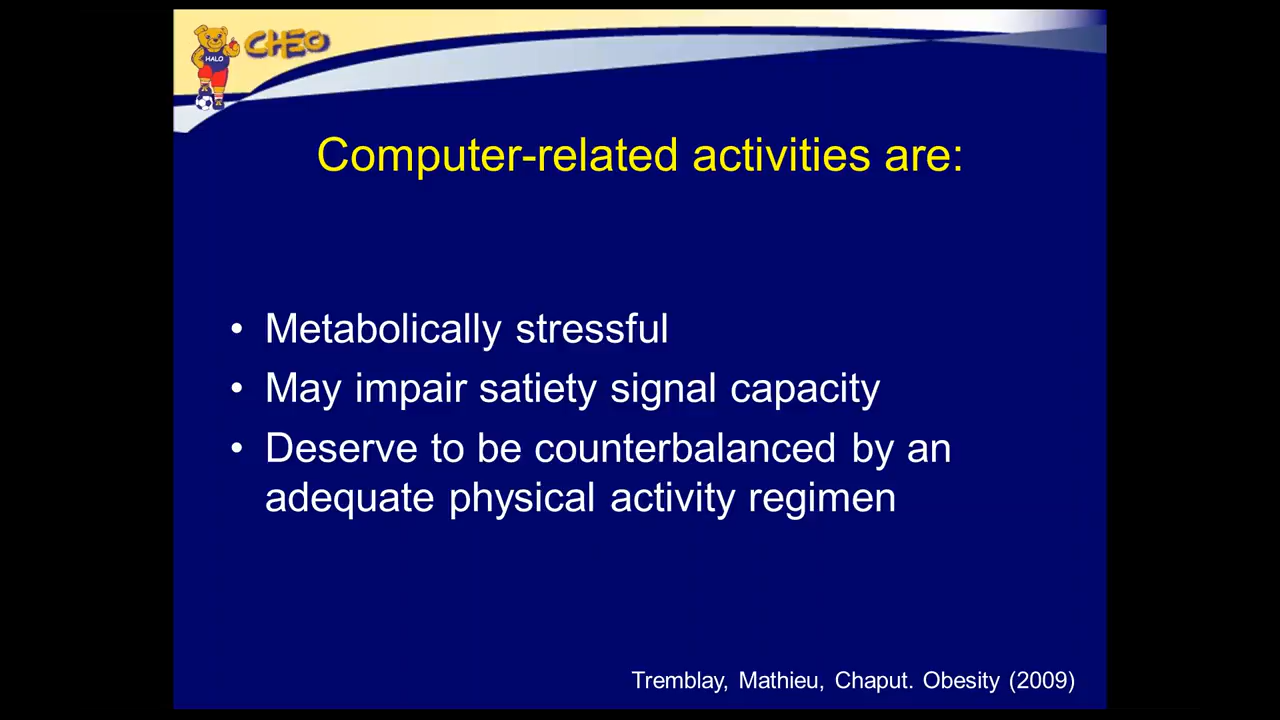 HALO
CHEO
Computer-related activities are:
• Metabolically stressful
• May impair satiety signal capacity
• Deserve to be counterbalanced by an
adequate physical activity regimen
Tremblay, Mathieu, Chaput. Obesity (2009)